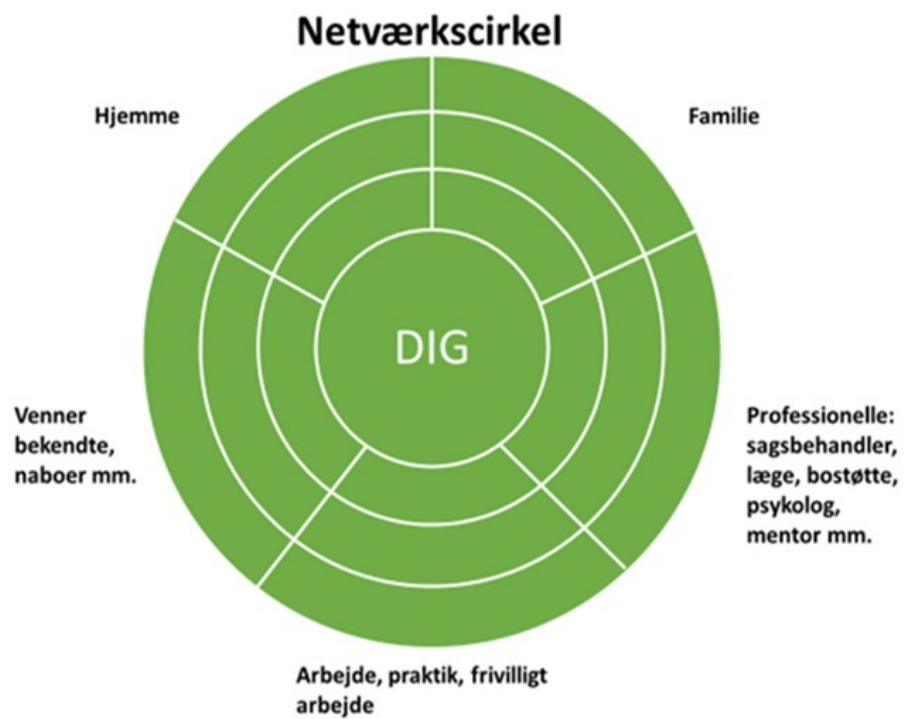 Netværkscirkel
Hjemme
Familie
DIG
Venner
bekendte,
naboer mm.
Professionelle:
sagsbehandler,
læge, bostøtte,
psykolog,
mentor mm.
Arbejde, praktik, frivilligt
arbejde